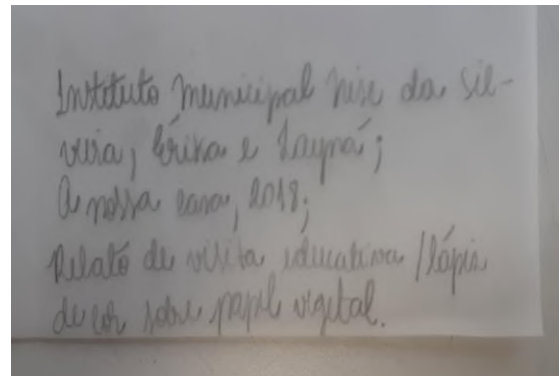 Instituto municipal nise da sil-
veira, Érika e Layná;
A nossa casa, 2018;
Relato de visita educativa / lápis
de cor sobre papel vegetal.